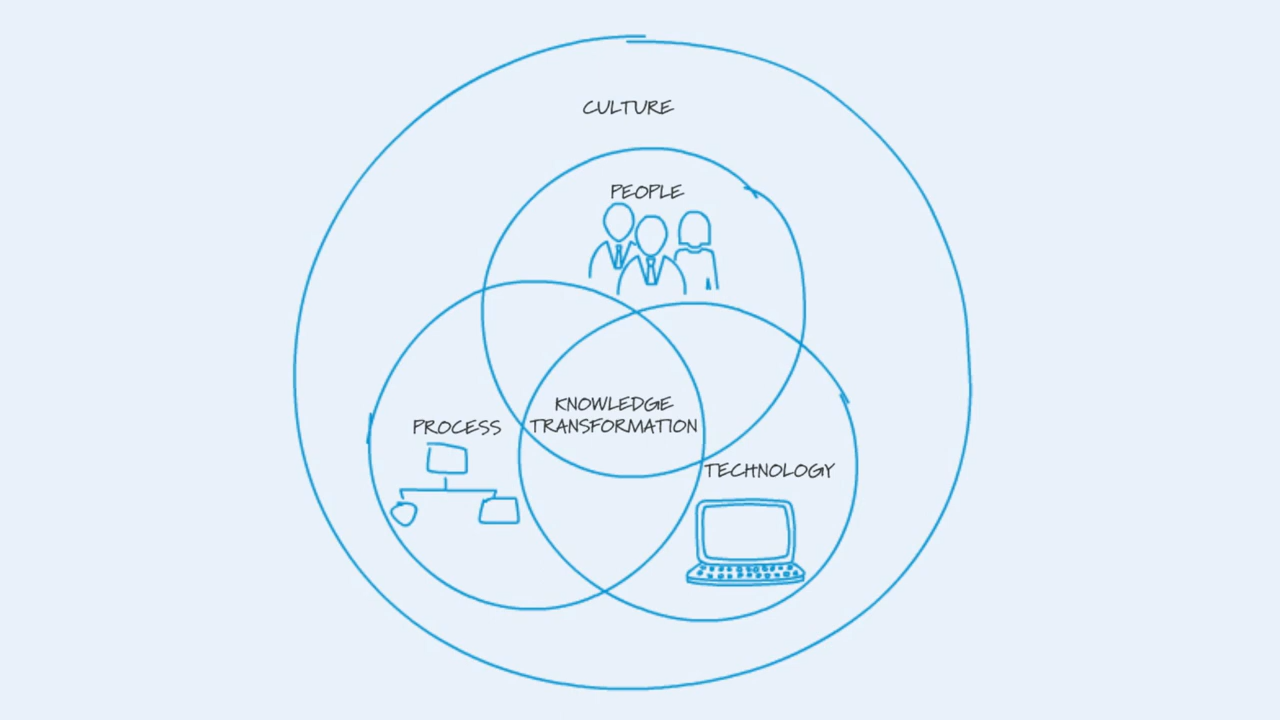 CULTURE
PEOPLE
KNOWLEDGE
TRANSFORMATION
PROCESS
TECHNOLOGY